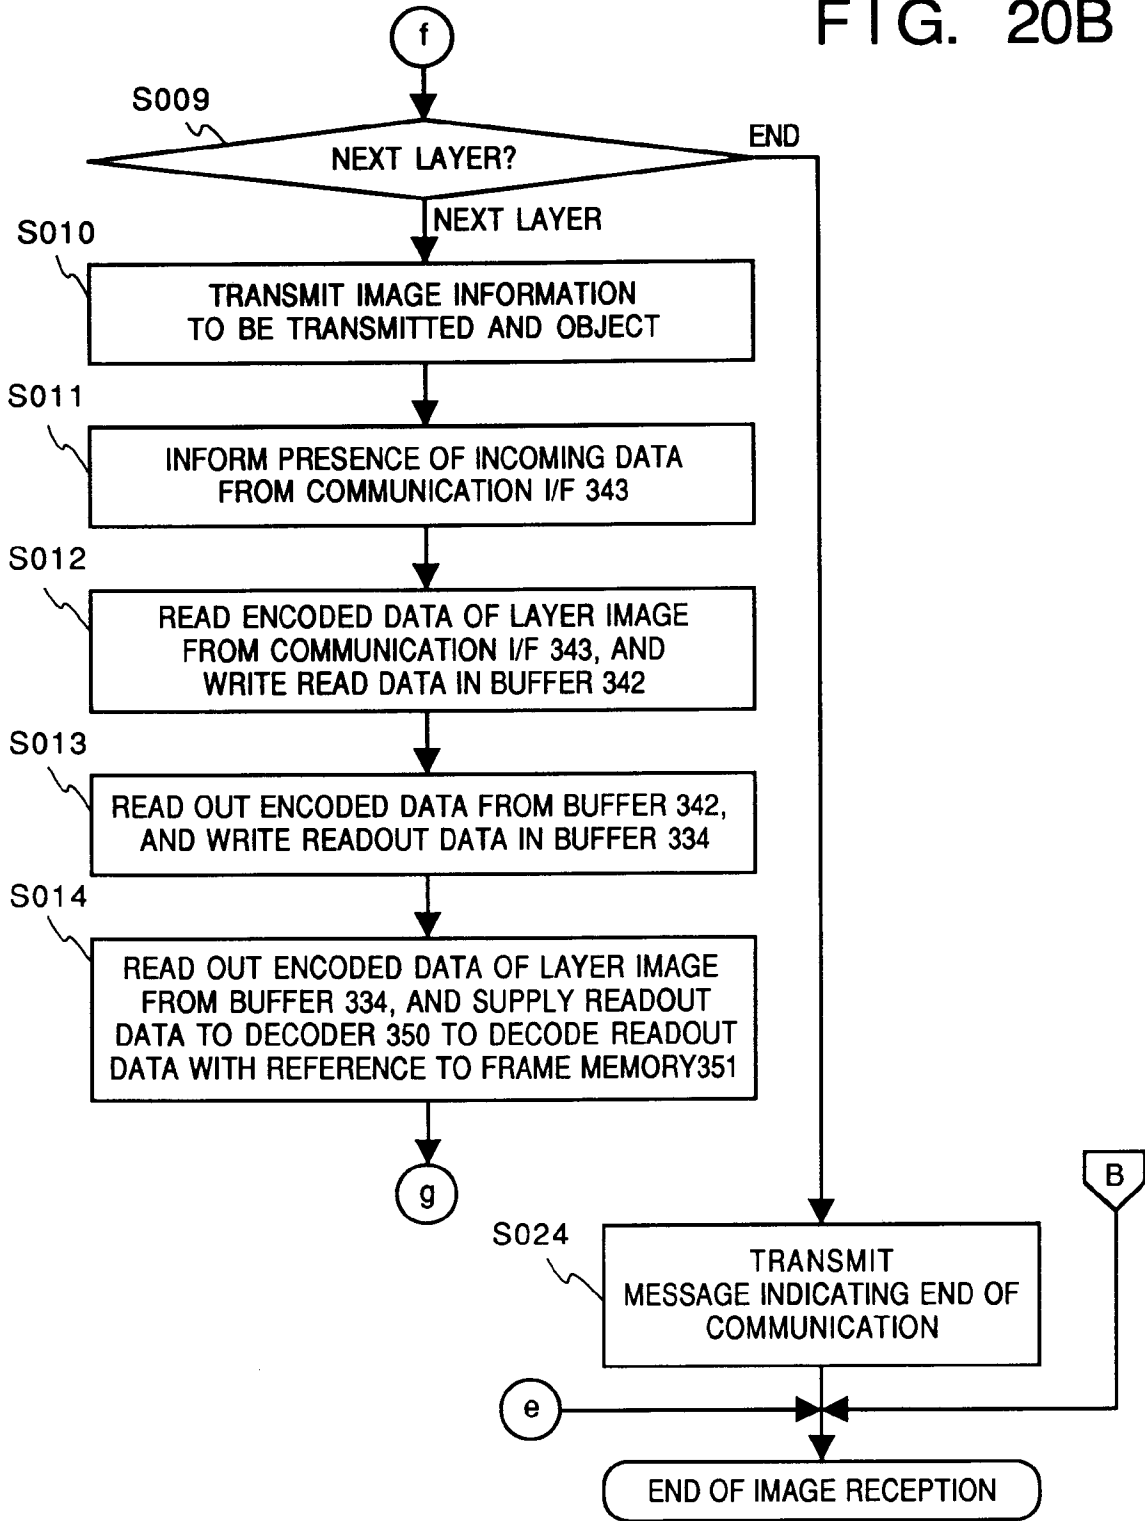 FIG. 20B
f
S009
NEXT LAYER?
END
NEXT LAYER
S010
TRANSMIT IMAGE INFORMATION
TO BE TRANSMITTED AND OBJECT
S011
INFORM PRESENCE OF INCOMING DATA
FROM COMMUNICATION I/F 343
S012
READ ENCODED DATA OF LAYER IMAGE
FROM COMMUNICATION I/F 343, AND
WRITE READ DATA IN BUFFER 342
S013
READ OUT ENCODED DATA FROM BUFFER 342,
AND WRITE READOUT DATA IN BUFFER 334
S014
READ OUT ENCODED DATA OF LAYER IMAGE
FROM BUFFER 334, AND SUPPLY READOUT
DATA TO DECODER 350 TO DECODE READOUT
DATA WITH REFERENCE TO FRAME MEMORY351
g
B
S024
TRANSMIT
MESSAGE INDICATING END OF
COMMUNICATION
e
END OF IMAGE RECEPTION